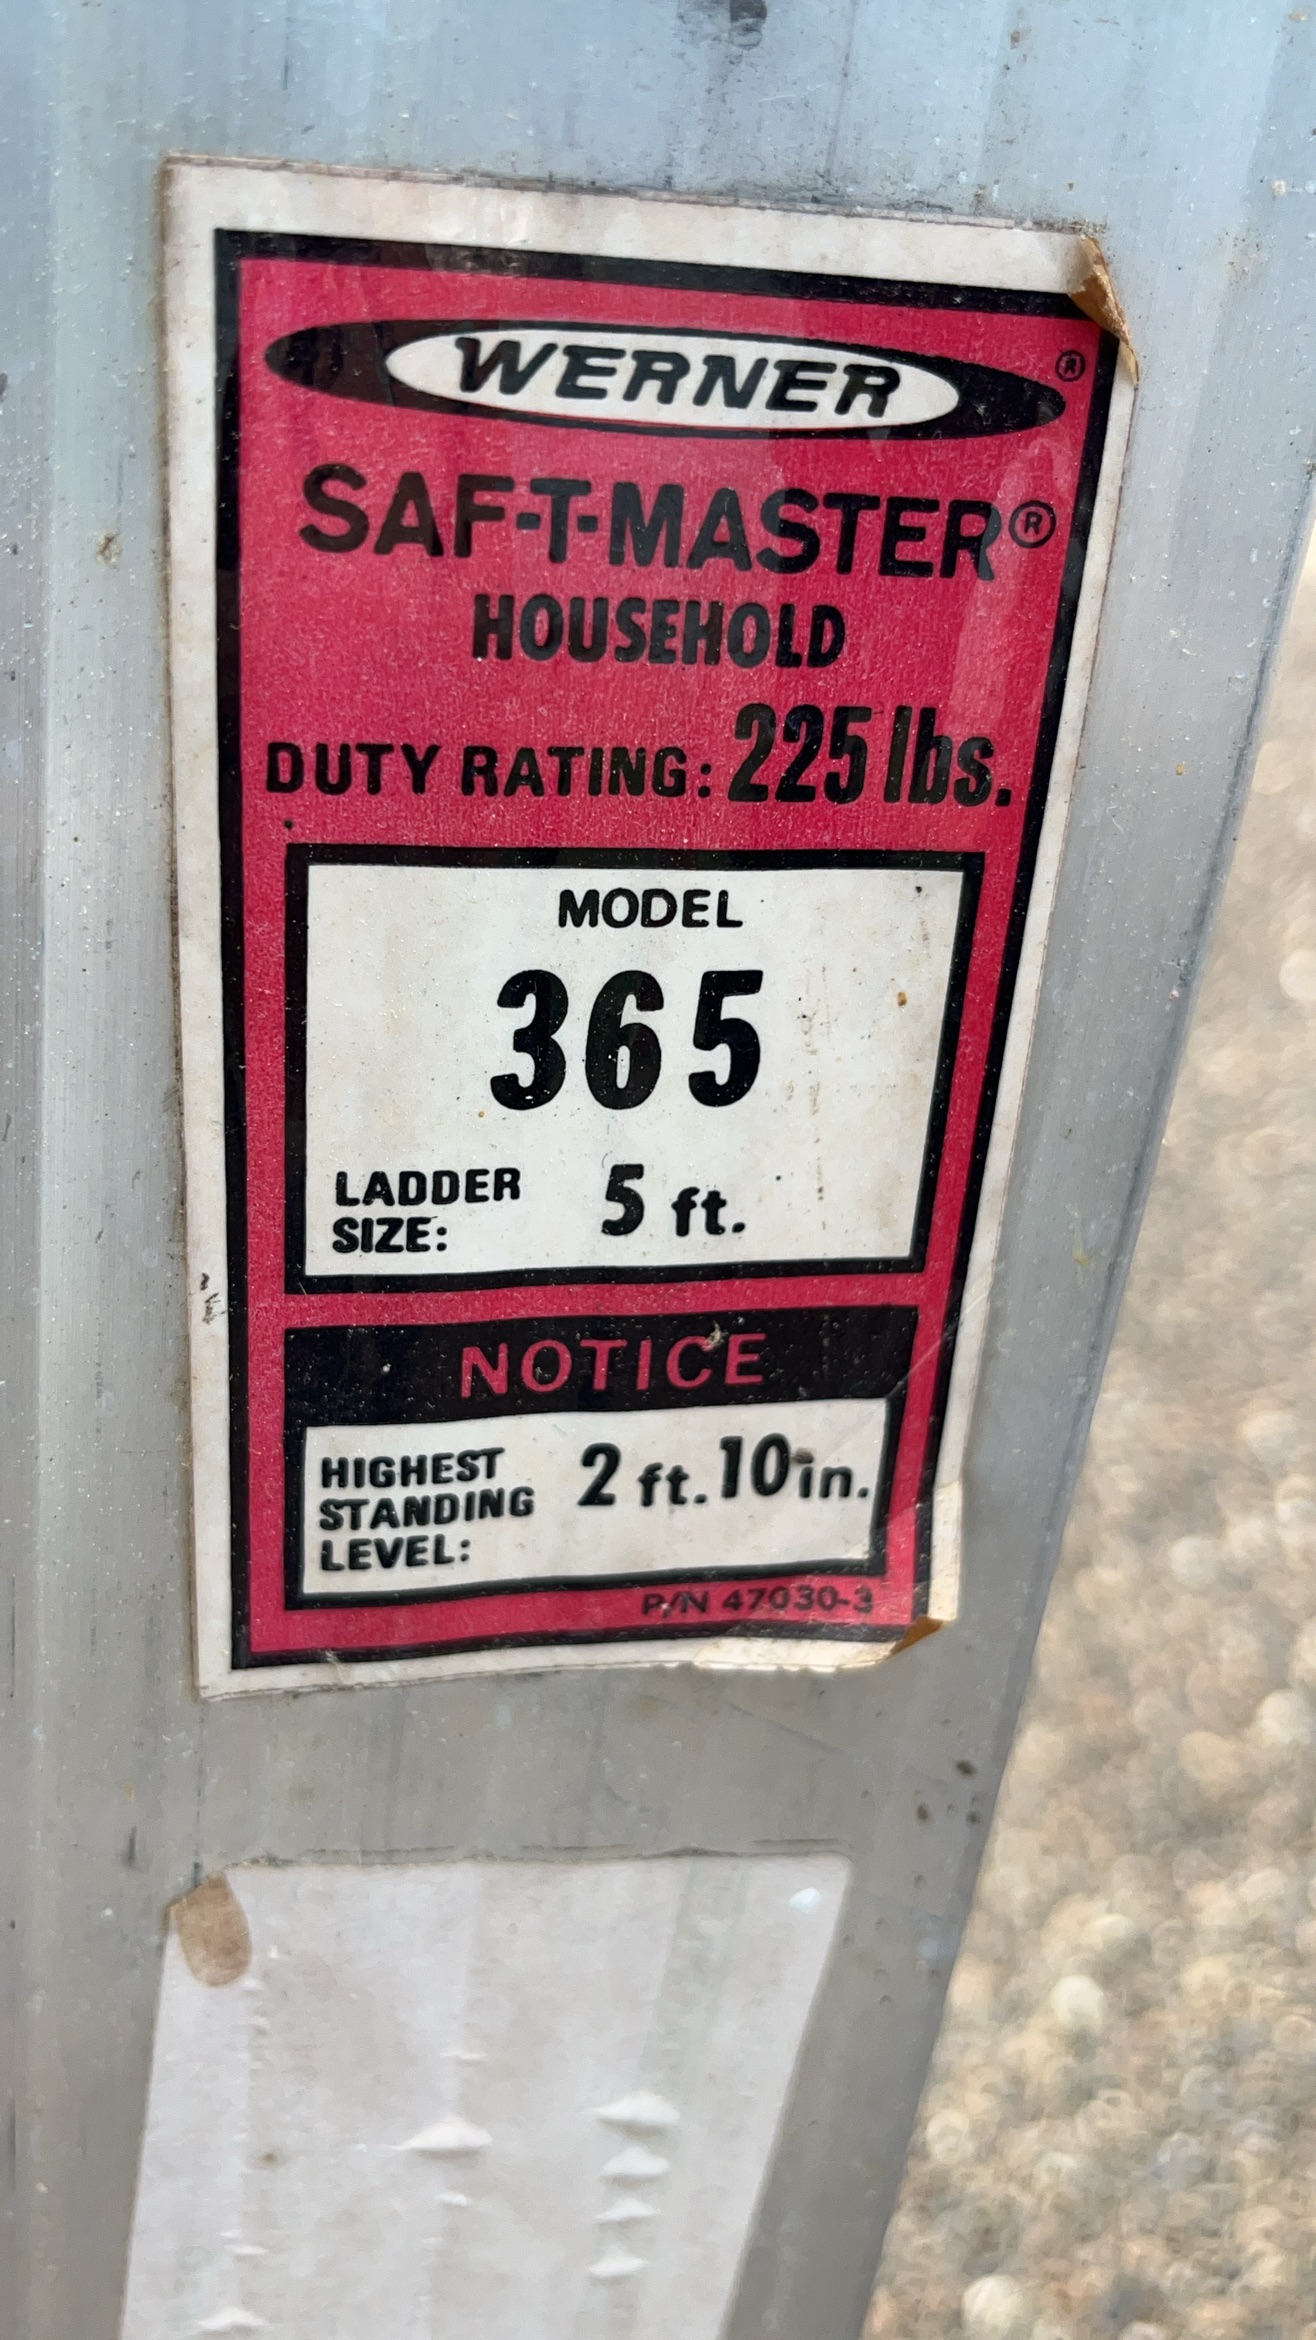 WERNER ®
SAF-T-MASTER®
HOUSEHOLD
DUTY RATING: 225 lbs.
MODEL
365
LADDER
SIZE: 5 ft.
NOTICE
HIGHEST
STANDING
LEVEL: 2 ft. 10 in.
P/N 47030-3